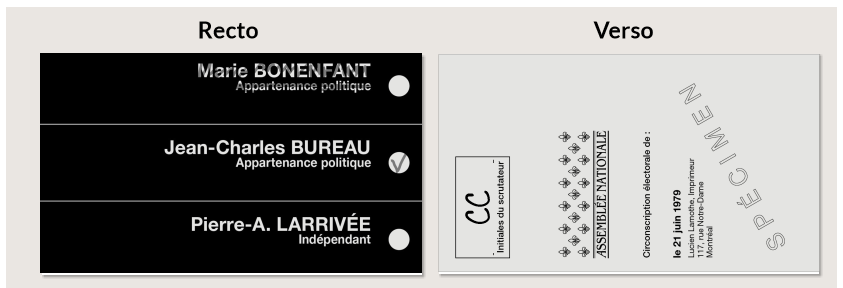 Recto
Verso
Marie BONENFANT
Appartenance politique
Jean-Charles BUREAU
Appartenance politique
Pierre-A. LARRIVÉE
Indépendant
CC
Initiales du scrutateur
ASSEMBLÉE NATIONALE
Circonscription électorale de :
le 21 juin 1979
Lucien Lamothe, Imprimeur
117, rue Notre-Dame
Montréal
SPÉCIMEN